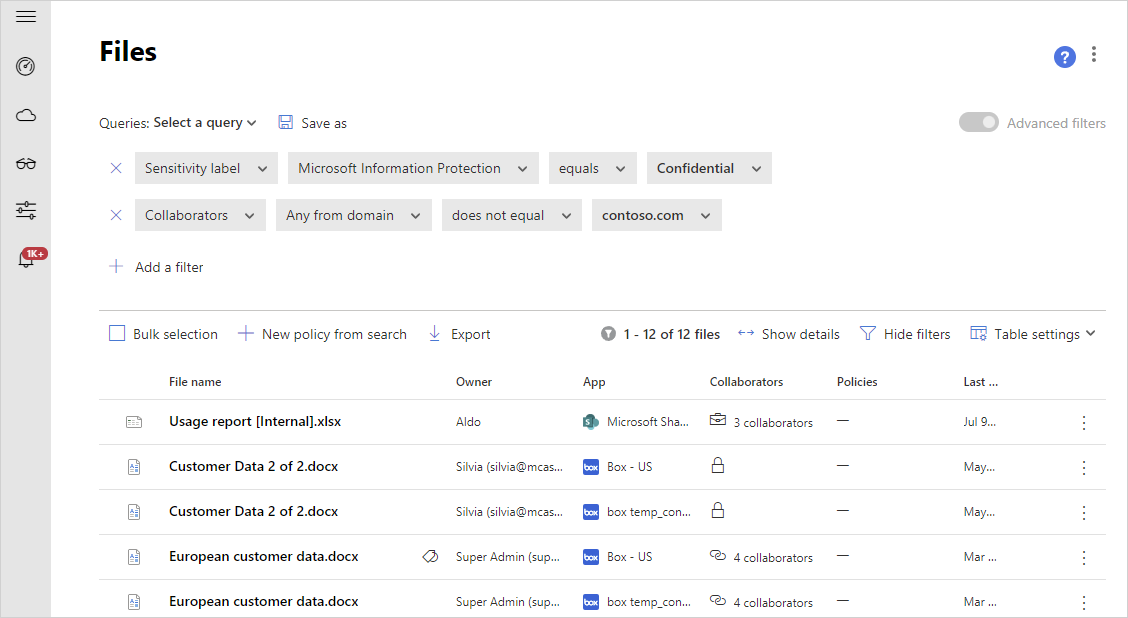 Files
?
Queries: Select a query Save as Advanced filters
Sensitivity label Microsoft Information Protection equals Confidential
Collaborators Any from domain does not equal contoso.com
1K+
Add a filter
Bulk selection New policy from search Export 1 - 12 of 12 files Show details Hide filters Table settings
File name Owner App Collaborators Policies Last ...
Usage report [Internal].xlsx Aldo S Microsoft Sha... 3 collaborators — Jul 9...
Customer Data 2 of 2.docx Silvia (silvia@mcas... box Box - US — May...
Customer Data 2 of 2.docx Silvia (silvia@mcas... box box temp_con... — May...
European customer data.docx Super Admin (sup... box Box - US 4 collaborators — Mar ...
European customer data.docx Super Admin (sup... box box temp_con... 4 collaborators — Mar ...